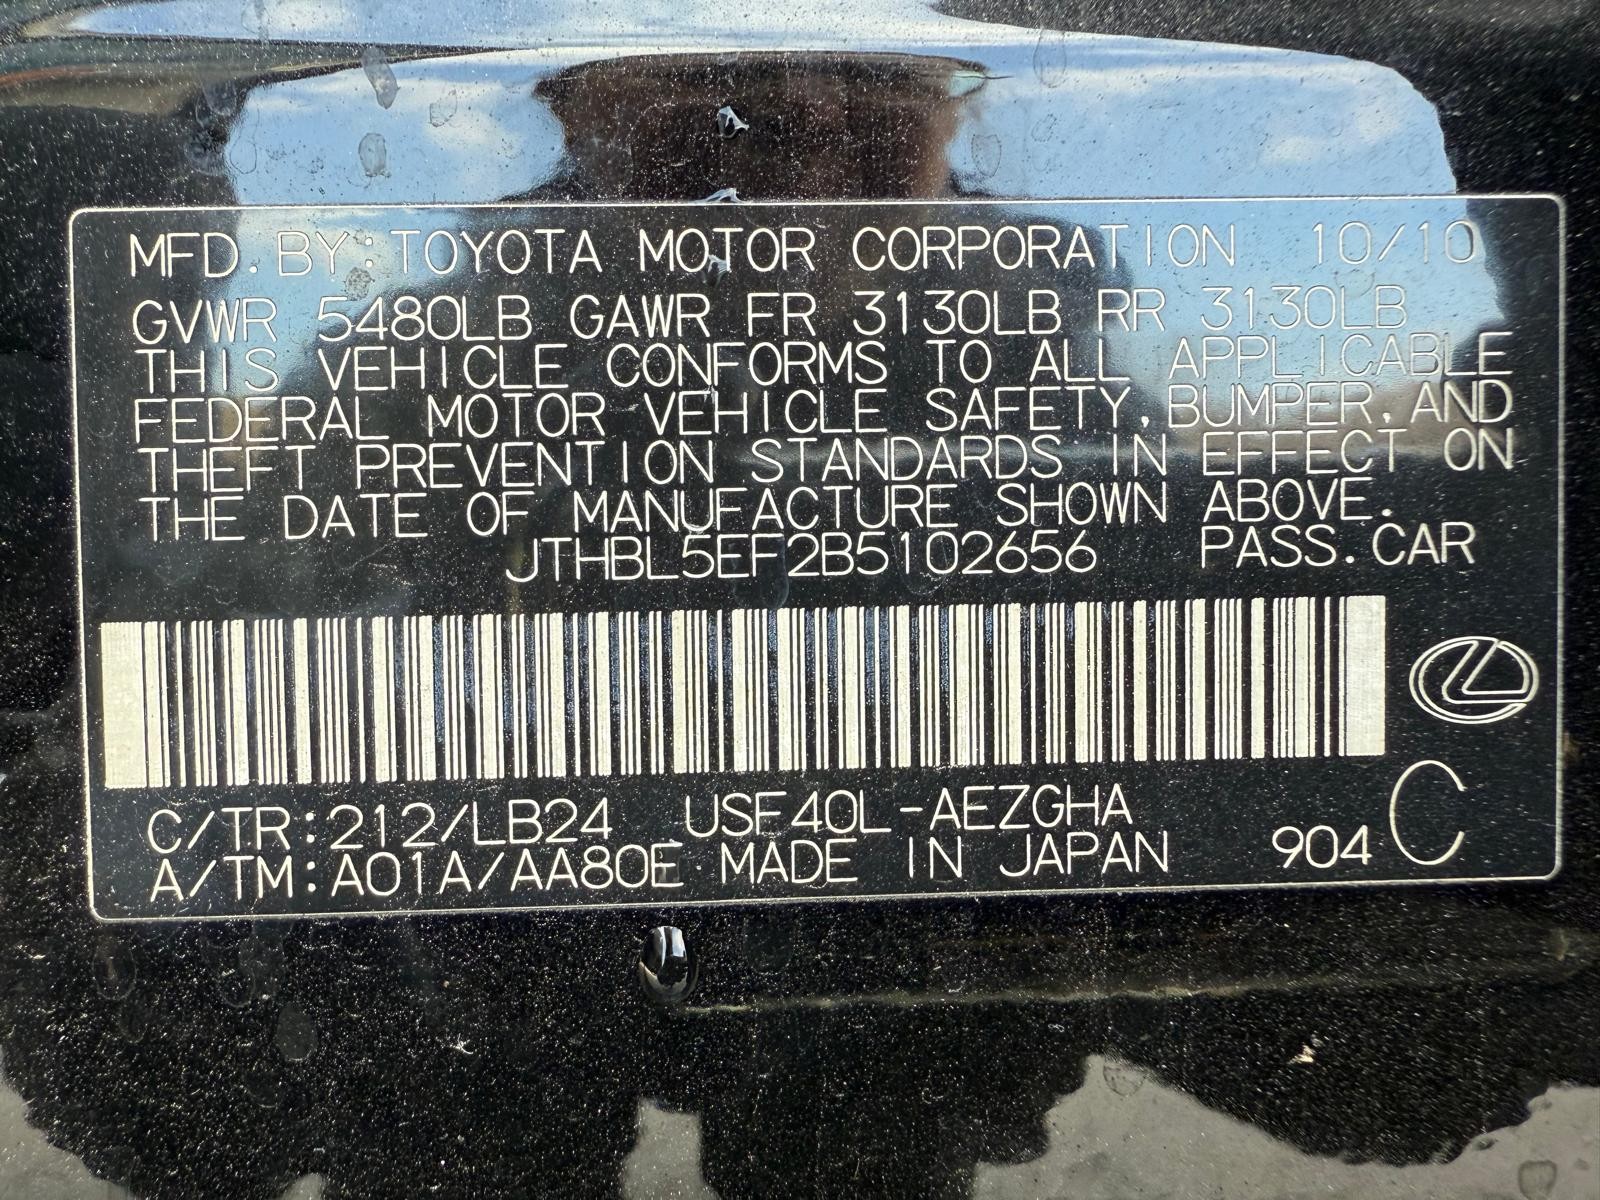 MFD. BY: TOYOTA MOTOR CORPORATION 10/10
GVWR 5480LB GAWR FR 3130LB RR 3130LB
THIS VEHICLE CONFORMS TO ALL APPLICABLE
FEDERAL MOTOR VEHICLE SAFETY, BUMPER, AND
THEFT PREVENTION STANDARDS IN EFFECT ON
THE DATE OF MANUFACTURE SHOWN ABOVE.
JTHBL5EF2B5102656 PASS. CAR
C/TR: 212/LB24 USF40L-AEZGHA
A/TM: A01A/AA80E MADE IN JAPAN 904 C